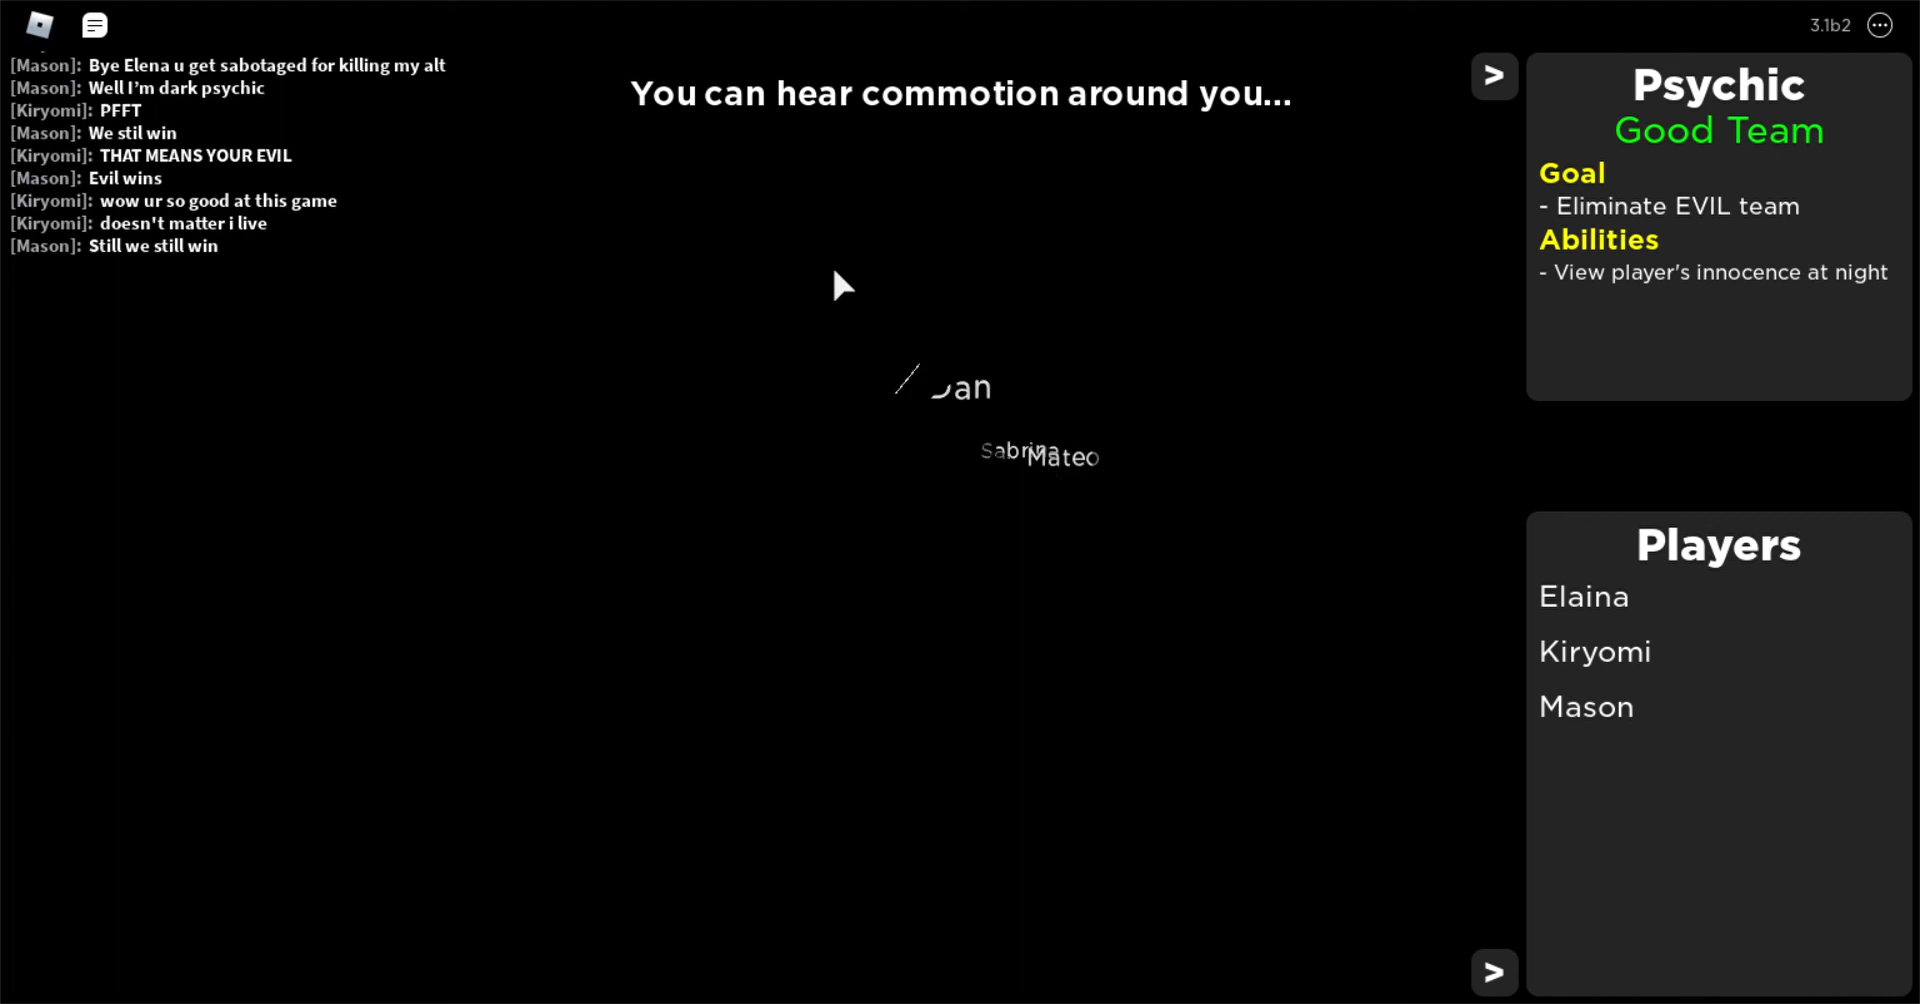 3.1b2
[Mason]: Bye Elena u get sabotaged for killing my alt
[Mason]: Well I'm dark psychic
[Kiryomi]: PFFT
[Mason]: We stil win
[Kiryomi]: THAT MEANS YOUR EVIL
[Mason]: Evil wins
[Kiryomi]: wow ur so good at this game
[Kiryomi]: doesn't matter i live
[Mason]: Still we still win
You can hear commotion around you...
Sabrina
Mateo
>
Psychic
Good Team
Goal
- Eliminate EVIL team
Abilities
- View player's innocence at night
Players
Elaina
Kiryomi
Mason
>